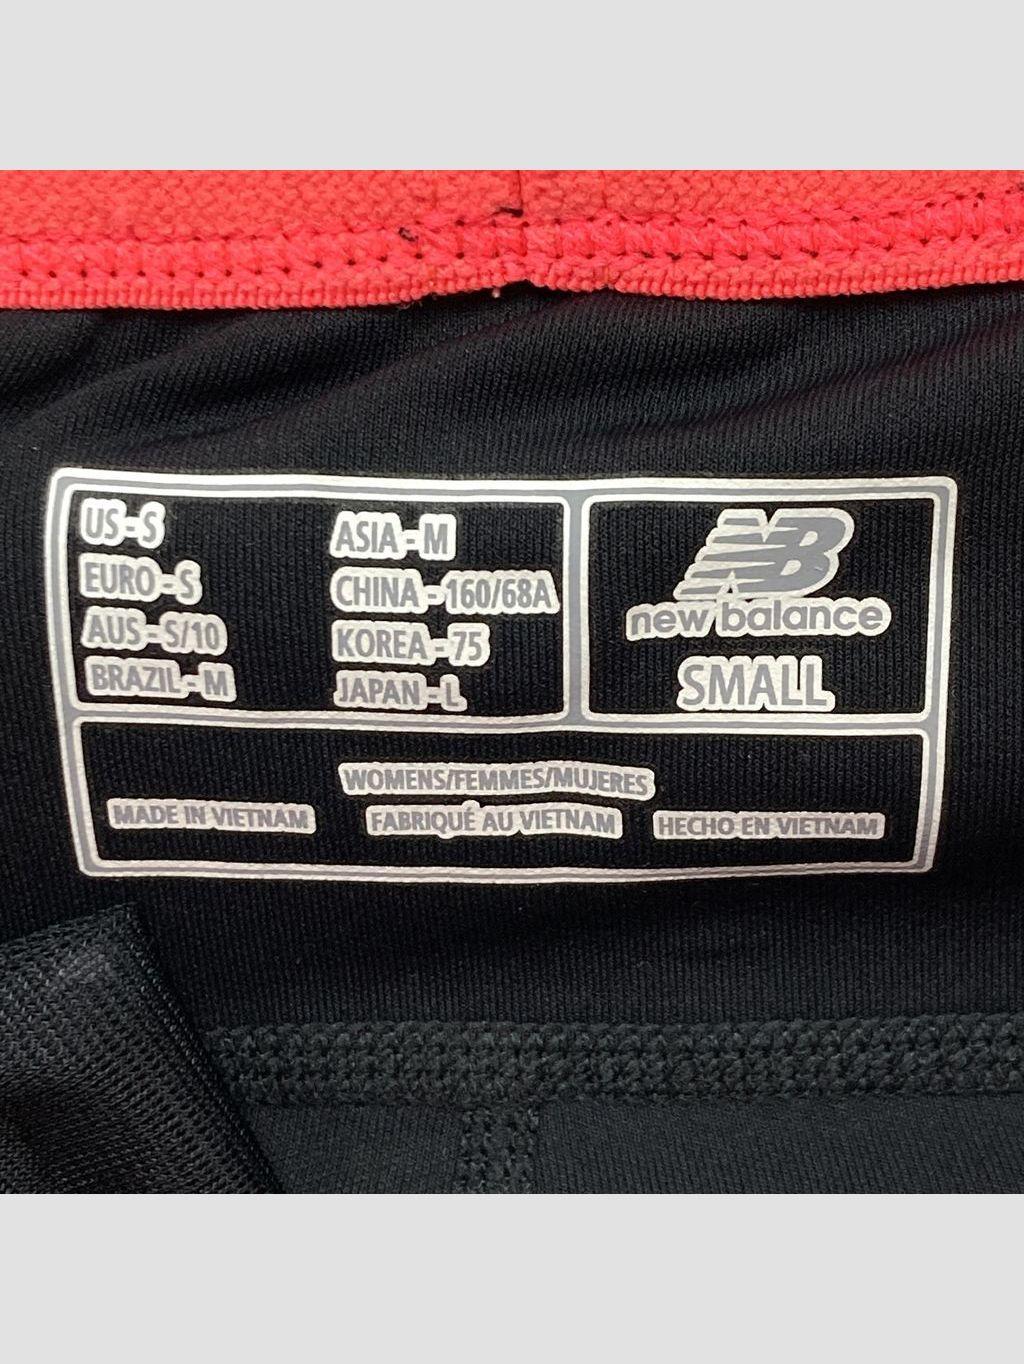 US - S
EURO - S
AUS - S/10
BRAZIL - M
ASIA - M
CHINA - 160/68A
KOREA - 75
JAPAN - L
NB
new balance
SMALL
WOMENS/FEMMES/MUJERES
MADE IN VIETNAM
FABRIQUÉ AU VIETNAM
HECHO EN VIETNAM